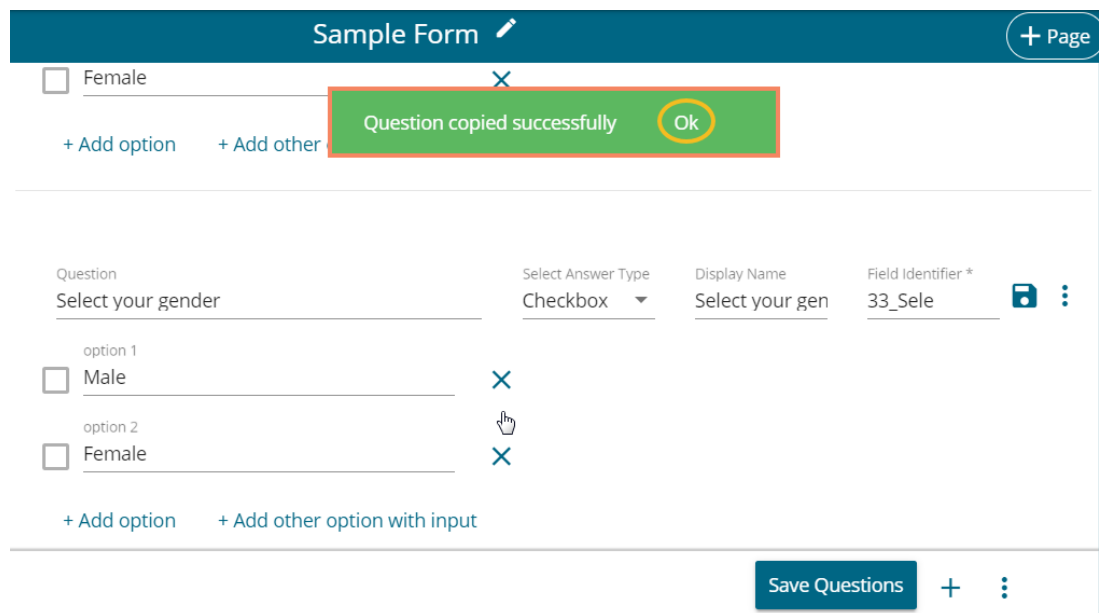 Sample Form
+ Page
Female
Question copied successfully Ok
+ Add option + Add other
Question Select Answer Type Display Name Field Identifier *
Select your gender Checkbox Select your gen 33_Sele
option 1
Male
option 2
Female
+ Add option + Add other option with input
Save Questions +